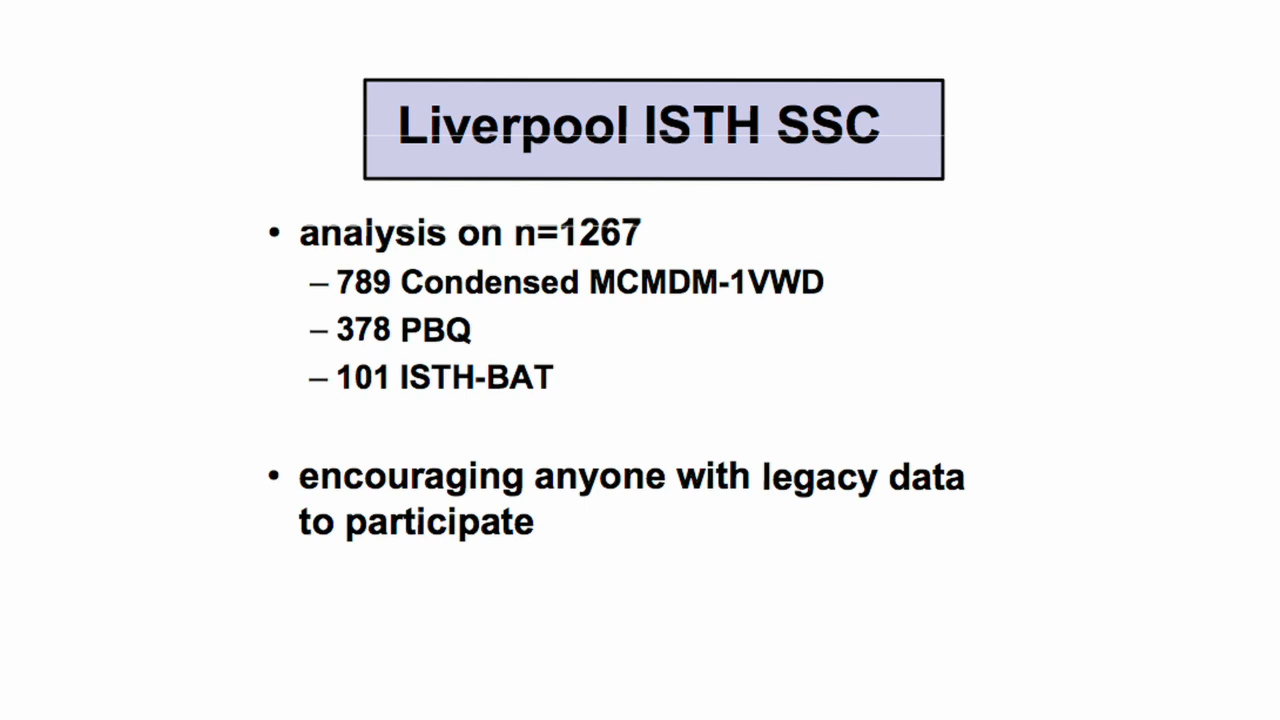 Liverpool ISTH SSC
• analysis on n=1267
– 789 Condensed MCMDM-1VWD
– 378 PBQ
– 101 ISTH-BAT
• encouraging anyone with legacy data
to participate